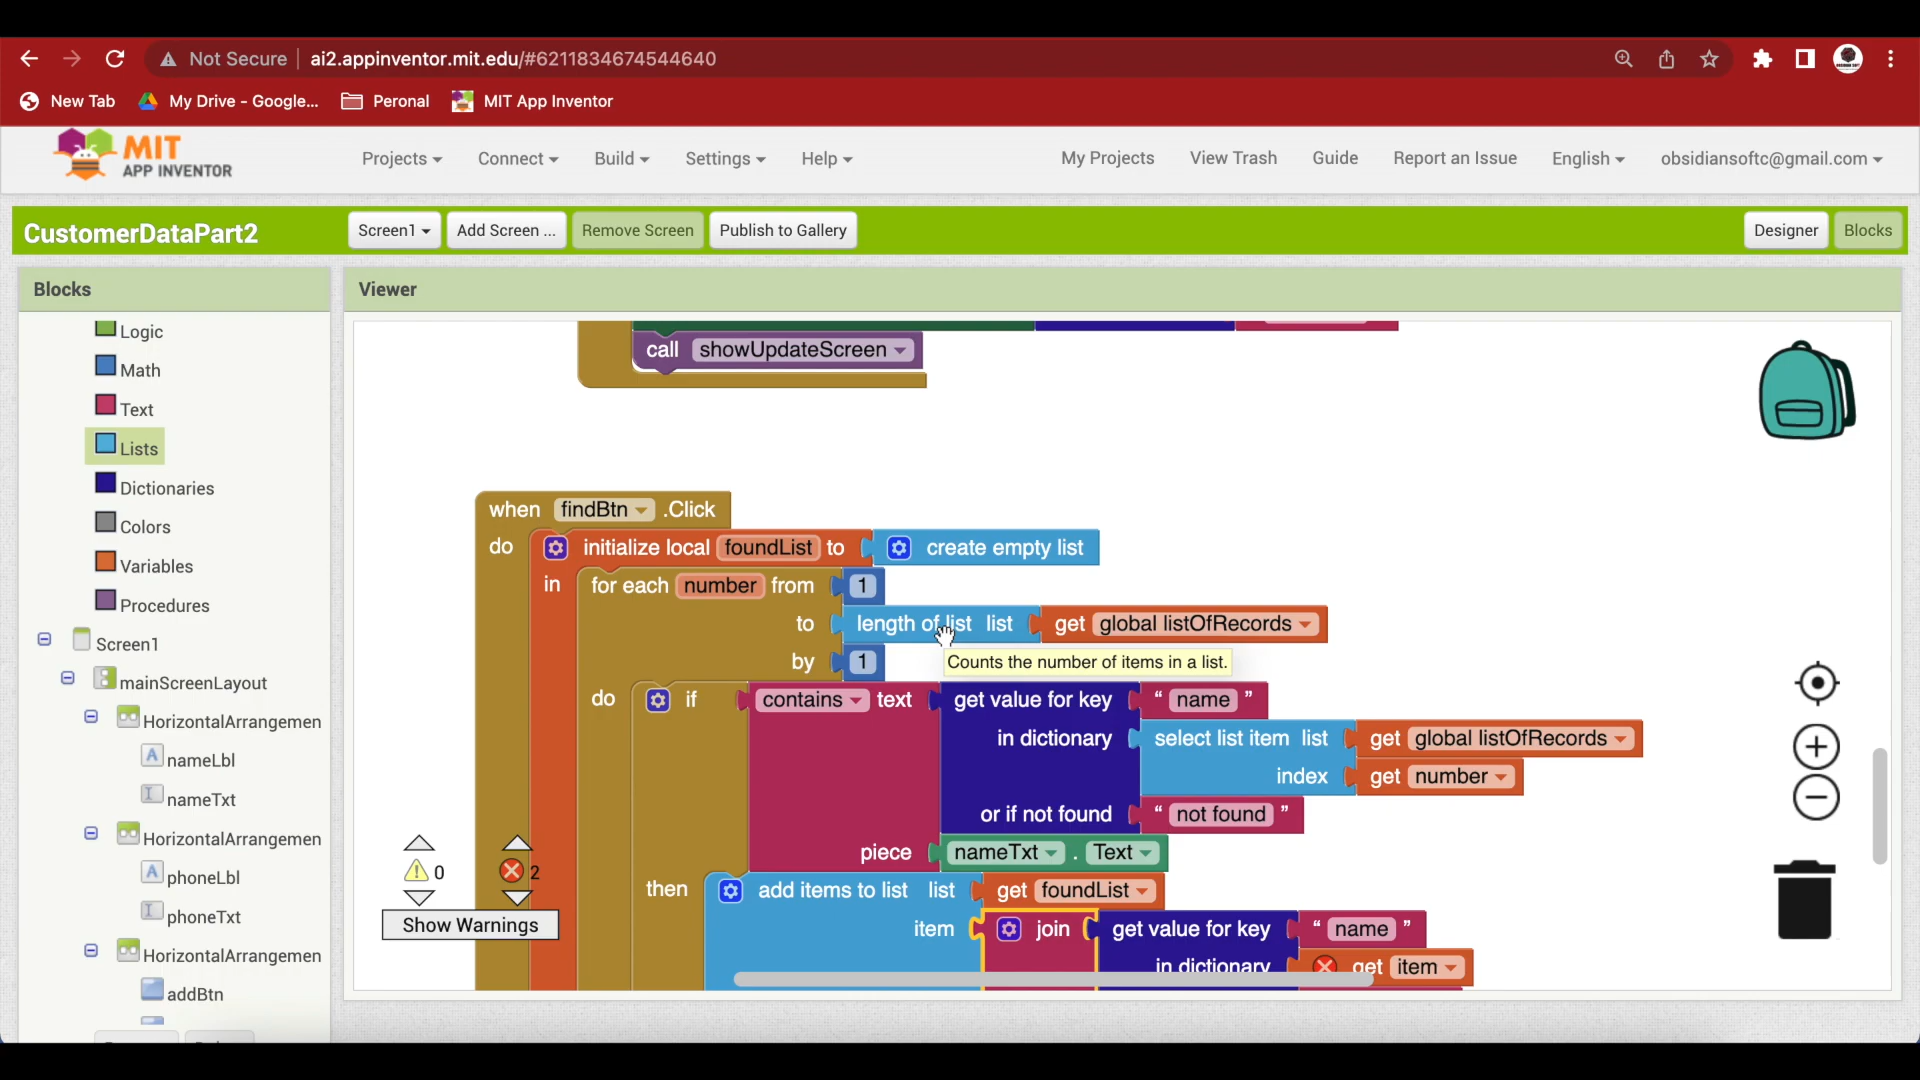 Not Secure ai2.appinventor.mit.edu/#6211834674544640
New Tab My Drive - Google... Peronal MIT App Inventor
MIT
APP INVENTOR
Projects Connect Build Settings Help My Projects View Trash Guide Report an Issue English obsidiansoftc@gmail.com
CustomerDataPart2 Screen1 Add Screen ... Remove Screen Publish to Gallery Designer Blocks
Blocks
Viewer
Logic
Math
Text
Lists
Dictionaries
Colors
Variables
Procedures
Screen1
mainScreenLayout
HorizontalArrangemen
nameLbl
nameTxt
HorizontalArrangemen
phoneLbl
phoneTxt
HorizontalArrangemen
addBtn
call showUpdateScreen
when findBtn .Click
do initialize local foundList to create empty list
in for each number from 1
to length of list list get global listOfRecords
by 1
Counts the number of items in a list.
do if contains text get value for key " name "
in dictionary select list item list get global listOfRecords
index get number
or if not found " not found "
piece nameTxt . Text
then add items to list list get foundList
item join get value for key " name "
in dictionary get item
0 2
Show Warnings